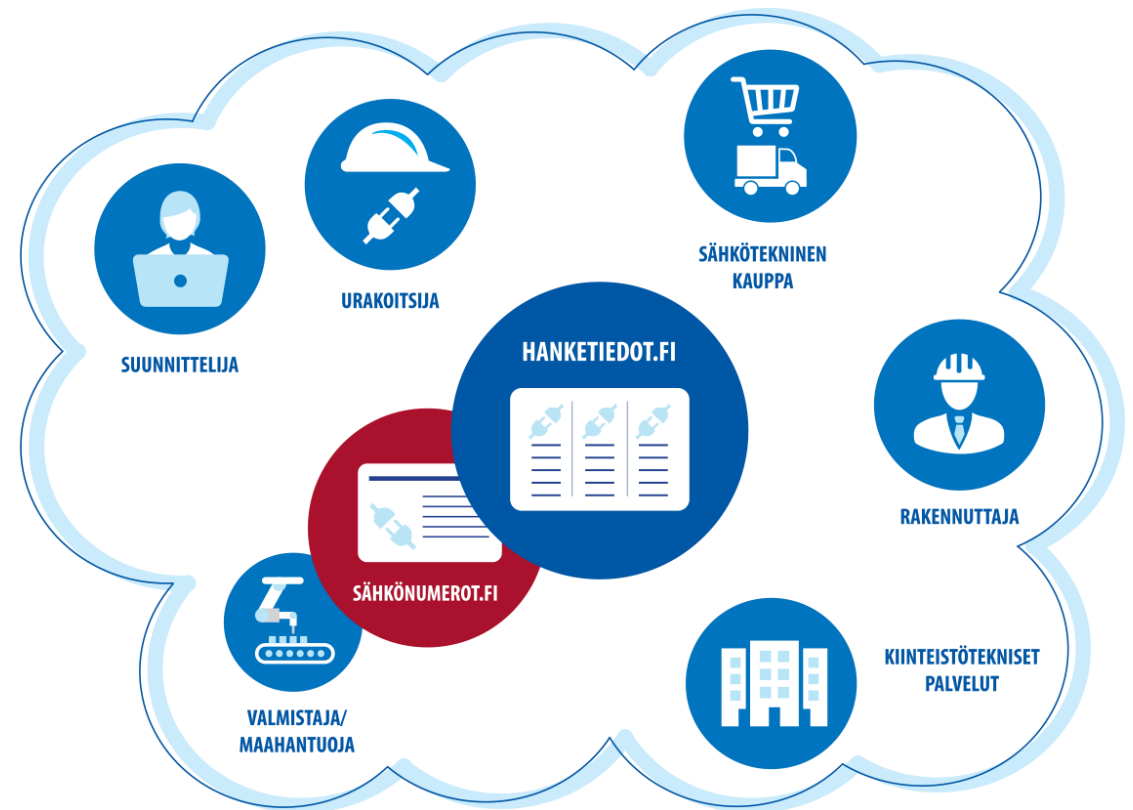 SÄHKÖTEKNINEN
KAUPPA
URAKOITSIJA
SUUNNITTELIJA
HANKETIEDOT.FI
RAKENNUTTAJA
SÄHKÖNUMEROT.FI
KIINTEISTÖTEKNISET
PALVELUT
VALMISTAJA/
MAAHANTUOJA